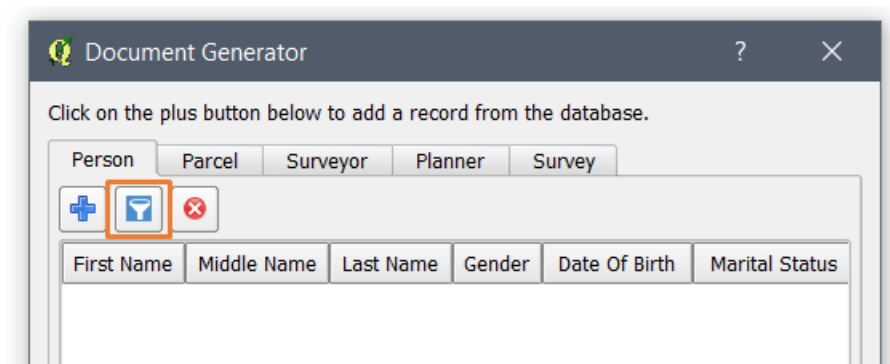 Document Generator
Click on the plus button below to add a record from the database.
Person Parcel Surveyor Planner Survey
First Name Middle Name Last Name Gender Date Of Birth Marital Status